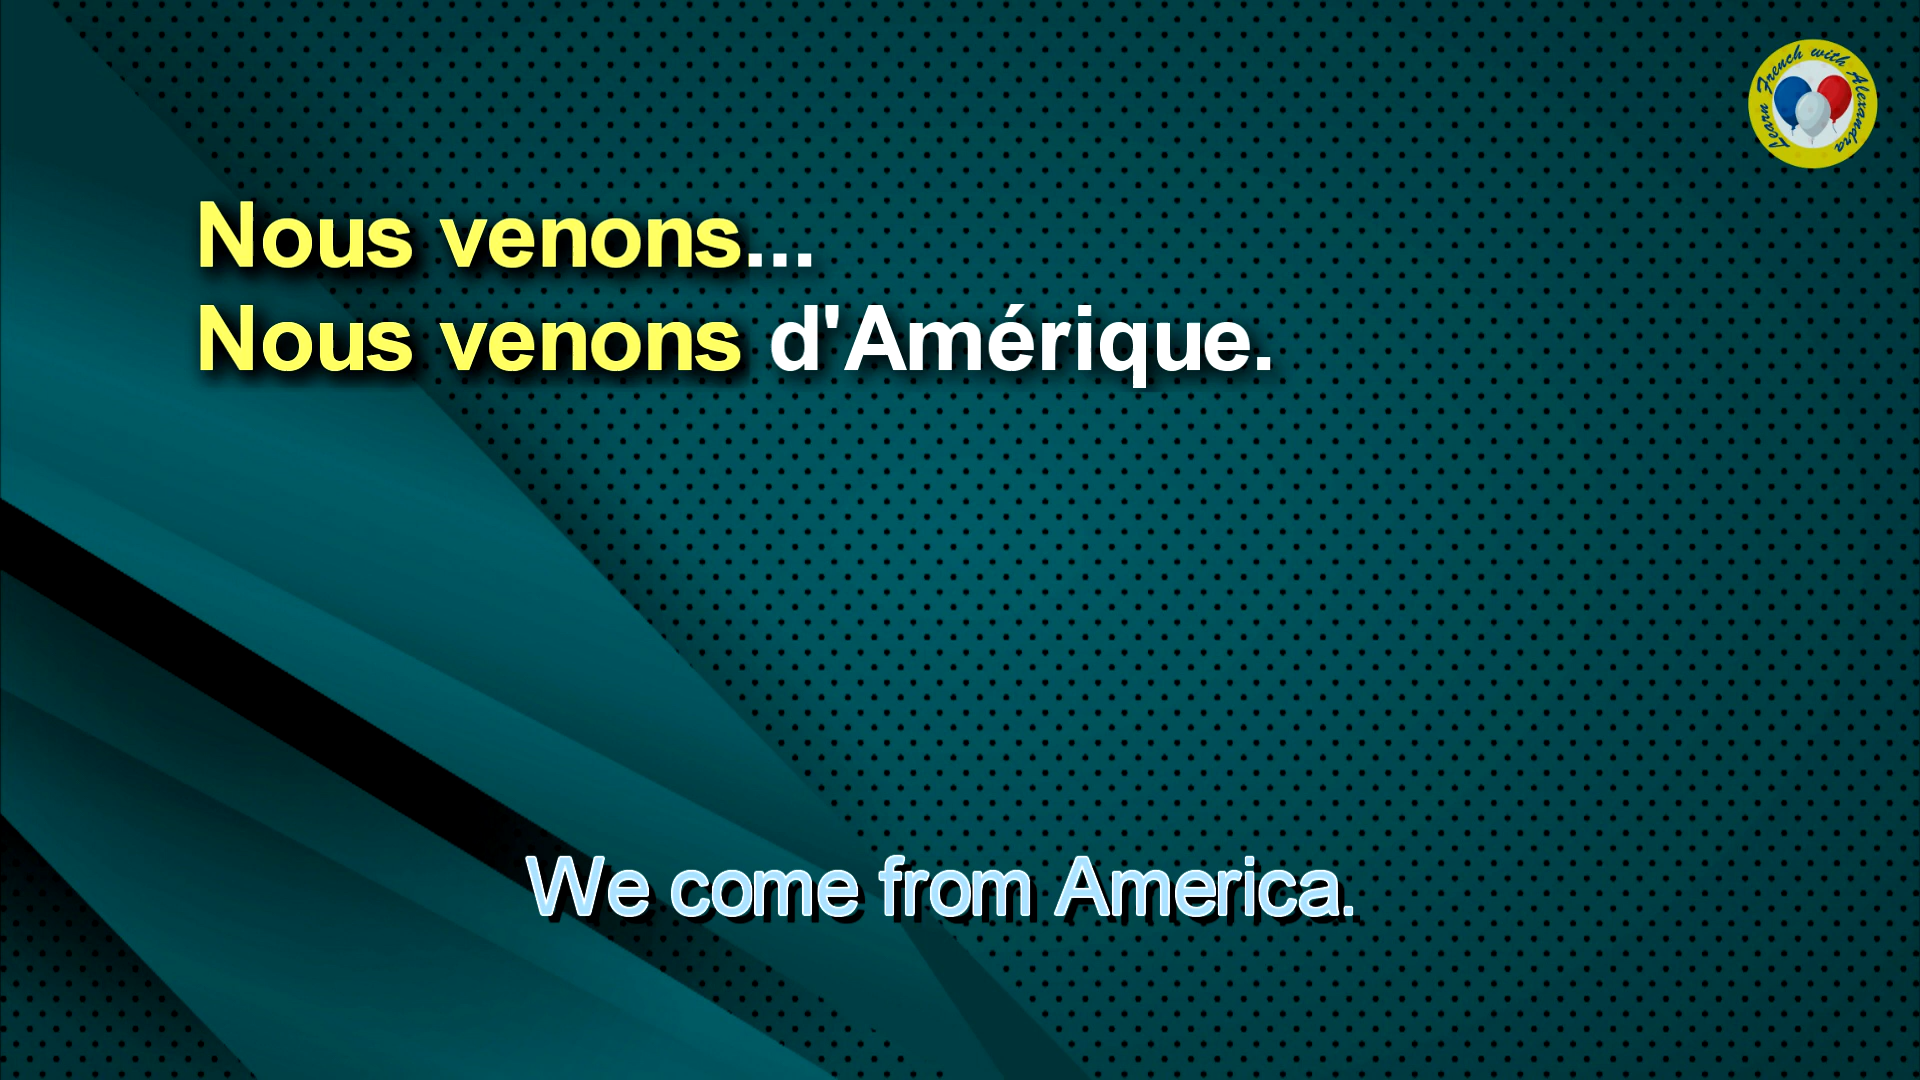 Learn French with Alexandra
Nous venons...
Nous venons d'Amérique.
We come from America.